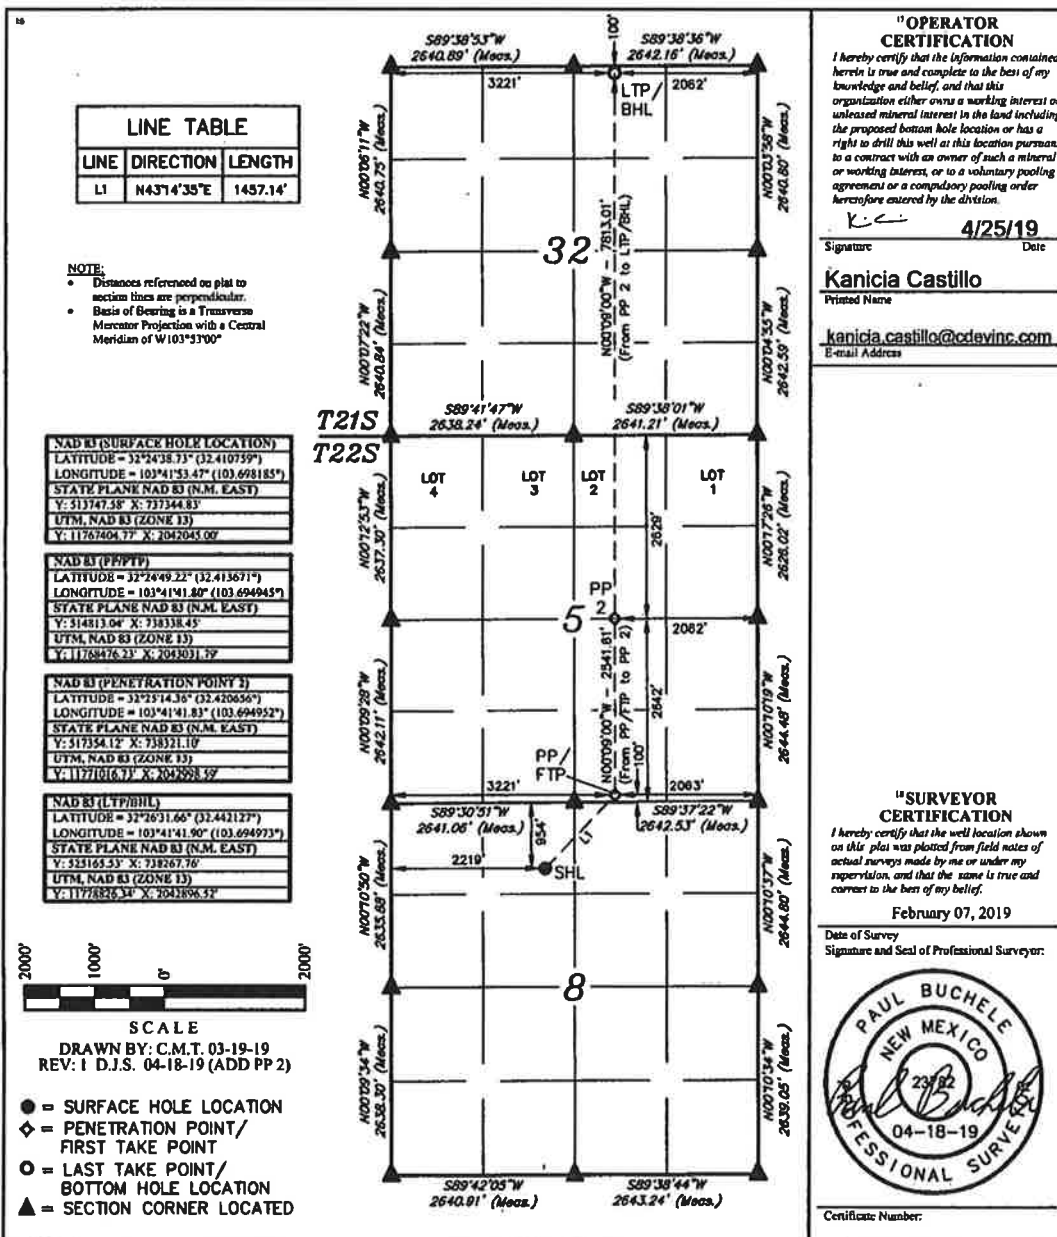 16
LINE TABLE
LINE DIRECTION LENGTH
L1 N43°14'35"E 1457.14'
NOTE:
• Distances referenced on plat to
section lines are perpendicular.
• Basis of Bearing is a Transverse
Mercator Projection with a Central
Meridian of W103°53'00"
NAD 83 (SURFACE HOLE LOCATION)
LATITUDE = 32°24'38.73" (32.410759°)
LONGITUDE = 103°41'53.47" (103.698185°)
STATE PLANE NAD 83 (N.M. EAST)
Y: 513747.58' X: 737344.83'
UTM, NAD 83 (ZONE 13)
Y: 11767404.77' X: 2042045.00'
NAD 83 (PP/FTP)
LATITUDE = 32°24'49.22" (32.413671°)
LONGITUDE = 103°41'41.80" (103.694945°)
STATE PLANE NAD 83 (N.M. EAST)
Y: 514813.04' X: 738338.45'
UTM, NAD 83 (ZONE 13)
Y: 11768476.23' X: 2043031.79'
NAD 83 (PENETRATION POINT 2)
LATITUDE = 32°25'14.36" (32.420656°)
LONGITUDE = 103°41'41.83" (103.694952°)
STATE PLANE NAD 83 (N.M. EAST)
Y: 517354.12' X: 738321.10'
UTM, NAD 83 (ZONE 13)
Y: 11771016.73' X: 2042998.59'
NAD 83 (LTP/BHL)
LATITUDE = 32°26'31.66" (32.442127°)
LONGITUDE = 103°41'41.90" (103.694973°)
STATE PLANE NAD 83 (N.M. EAST)
Y: 525165.53' X: 738267.76'
UTM, NAD 83 (ZONE 13)
Y: 11778826.34' X: 2042896.52'
2000' 1000' 0' 2000'
SCALE
DRAWN BY: C.M.T. 03-19-19
REV: 1 D.J.S. 04-18-19 (ADD PP 2)
= SURFACE HOLE LOCATION
= PENETRATION POINT/
FIRST TAKE POINT
= LAST TAKE POINT/
BOTTOM HOLE LOCATION
= SECTION CORNER LOCATED
S89°38'53"W
2640.89' (Meas.)
100'
S89°38'36"W
2642.16' (Meas.)
3221'
2062'
LTP/
BHL
N00°06'11"W
2640.75' (Meas.)
N00°03'58"W
2640.80' (Meas.)
32
N00°09'00"W - 7813.01'
(From PP 2 to LTP/BHL)
N00°07'22"W
2640.84' (Meas.)
N00°04'35"W
2642.59' (Meas.)
T21S
T22S
S89°41'47"W
2638.24' (Meas.)
S89°38'01"W
2641.21' (Meas.)
LOT
4
LOT
3
LOT
2
LOT
1
N00°12'53"W
2637.30' (Meas.)
2629'
N00°17'26"W
2626.02' (Meas.)
PP
2
5
2062'
N00°09'28"W
2642.11' (Meas.)
N00°09'00"W - 2541.61'
(From PP/FTP to PP 2)
2642'
N00°10'19"W
2644.48' (Meas.)
PP/
FTP
100'
3221'
2063'
S89°30'51"W
2641.06' (Meas.)
S89°37'22"W
2642.53' (Meas.)
954'
L1
2219'
SHL
N00°10'50"W
2635.68' (Meas.)
N00°10'37"W
2644.80' (Meas.)
8
N00°09'34"W
2638.30' (Meas.)
N00°10'34"W
2639.05' (Meas.)
S89°42'05"W
2640.91' (Meas.)
S89°38'44"W
2643.24' (Meas.)
17 OPERATOR
CERTIFICATION
I hereby certify that the information contained
herein is true and complete to the best of my
knowledge and belief, and that this
organization either owns a working interest or
unleased mineral interest in the land including
the proposed bottom hole location or has a
right to drill this well at this location pursuant
to a contract with an owner of such a mineral
or working interest, or to a voluntary pooling
agreement or a compulsory pooling order
heretofore entered by the division.
4/25/19
Signature Date
Kanicia Castillo
Printed Name
kanicia.castillo@cdevinc.com
E-mail Address
18 SURVEYOR
CERTIFICATION
I hereby certify that the well location shown
on this plat was plotted from field notes of
actual surveys made by me or under my
supervision, and that the same is true and
correct to the best of my belief.
February 07, 2019
Date of Survey
Signature and Seal of Professional Surveyor:
PAUL BUCHELE
NEW MEXICO
23782
04-18-19
PROFESSIONAL SURVEYOR
Certificate Number: